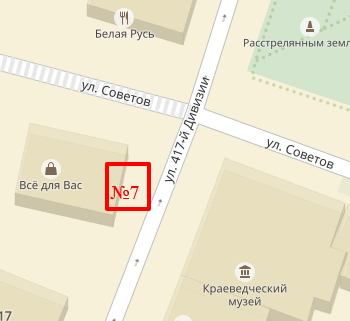 Белая Русь
Расстрелянным земл
ул. Советов
ул. 417-й Дивизии
ул. Советов
Всё для Вас
№7
Краеведческий
музей
17